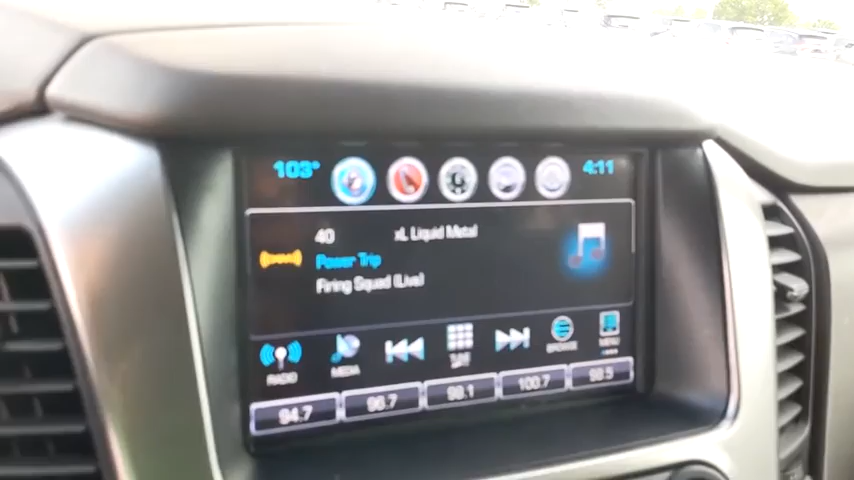 103° 4:11
40 xL Liquid Metal
Power Trip
Firing Squad (Live)
RADIO MEDIA BROWSE MENU
94.7 96.7 98.1 100.7 98.5